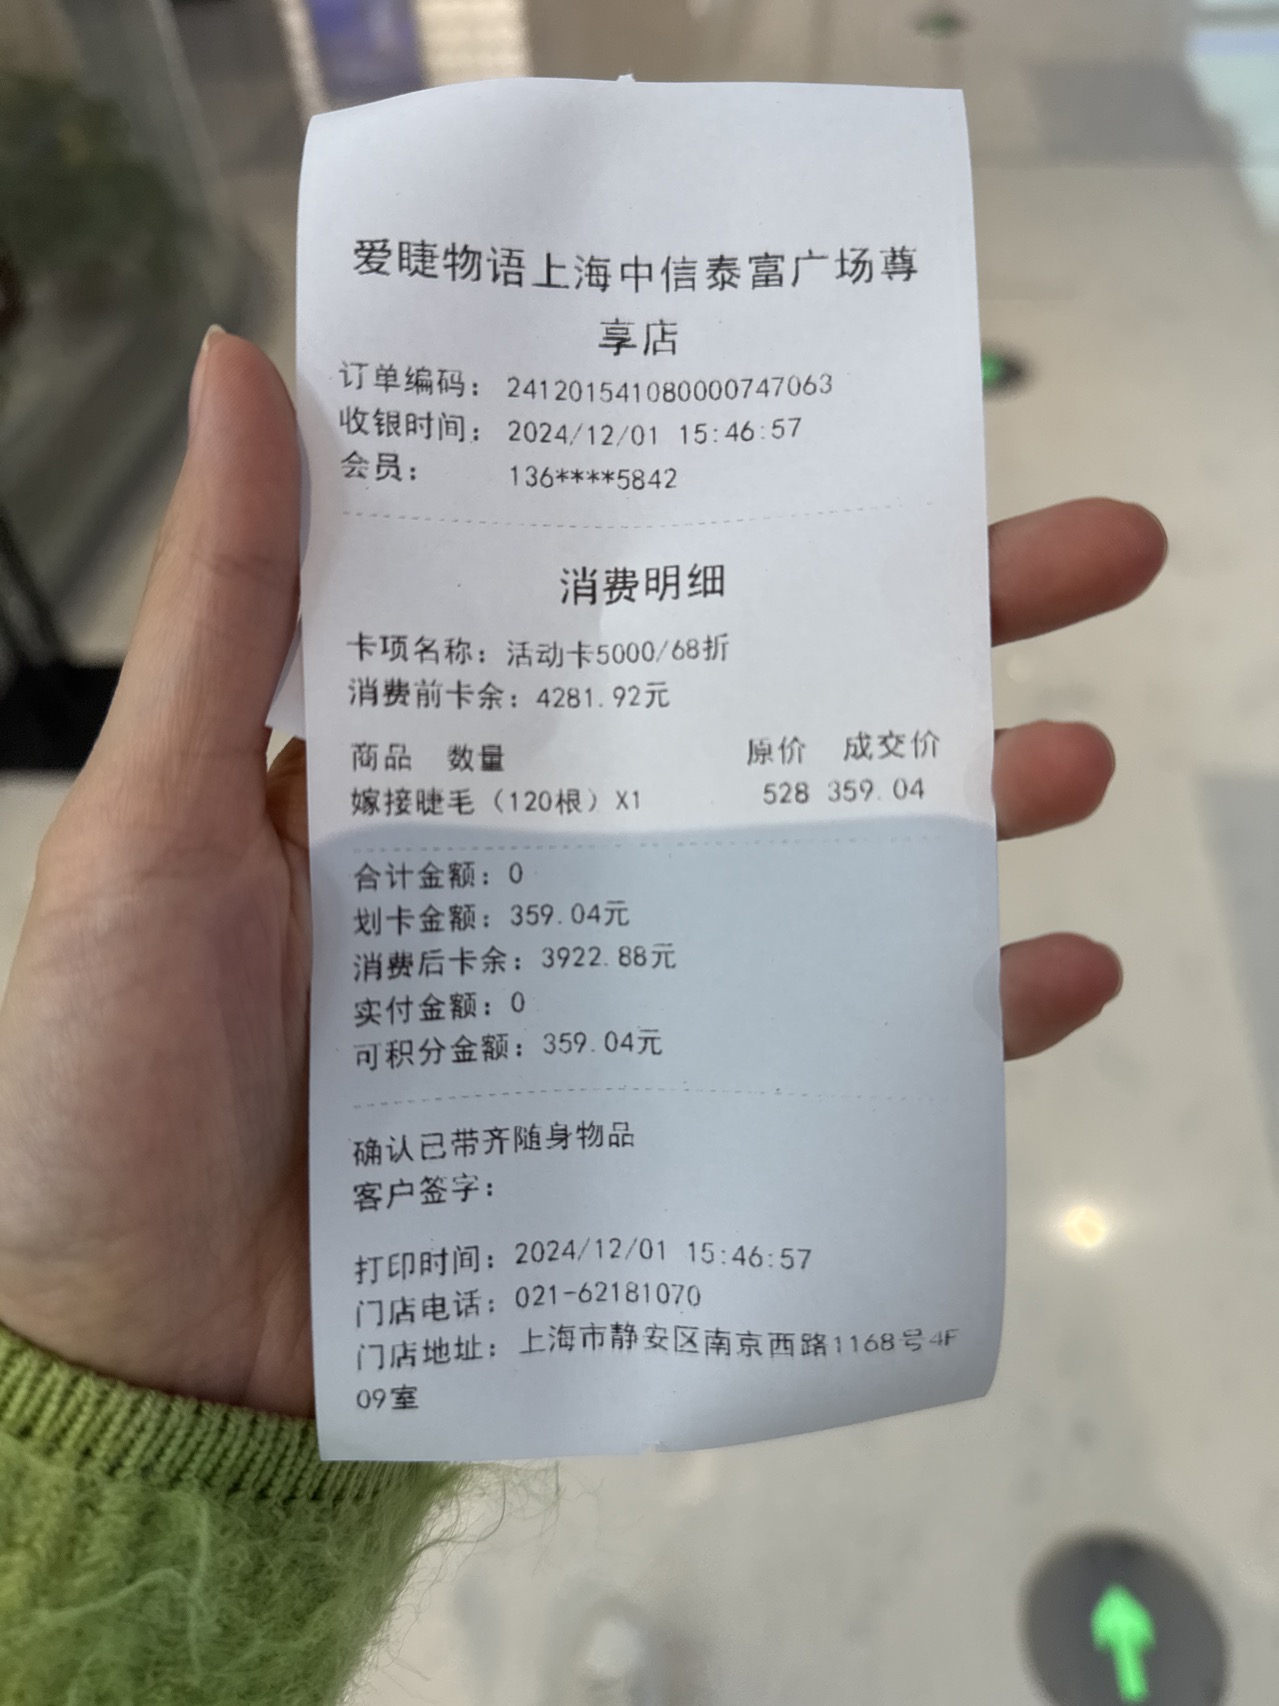 爱睫物语上海中信泰富广场尊
享店
订单编码： 241201541080000747063
收银时间： 2024/12/01 15:46:57
会员： 136****5842
消费明细
卡项名称：活动卡5000/68折
消费前卡余：4281.92元
商品 数量 原价 成交价
嫁接睫毛（120根）X1 528 359.04
合计金额：0
划卡金额：359.04元
消费后卡余：3922.88元
实付金额：0
可积分金额：359.04元
确认已带齐随身物品
客户签字：
打印时间：2024/12/01 15:46:57
门店电话：021-62181070
门店地址：上海市静安区南京西路1168号4F
09室